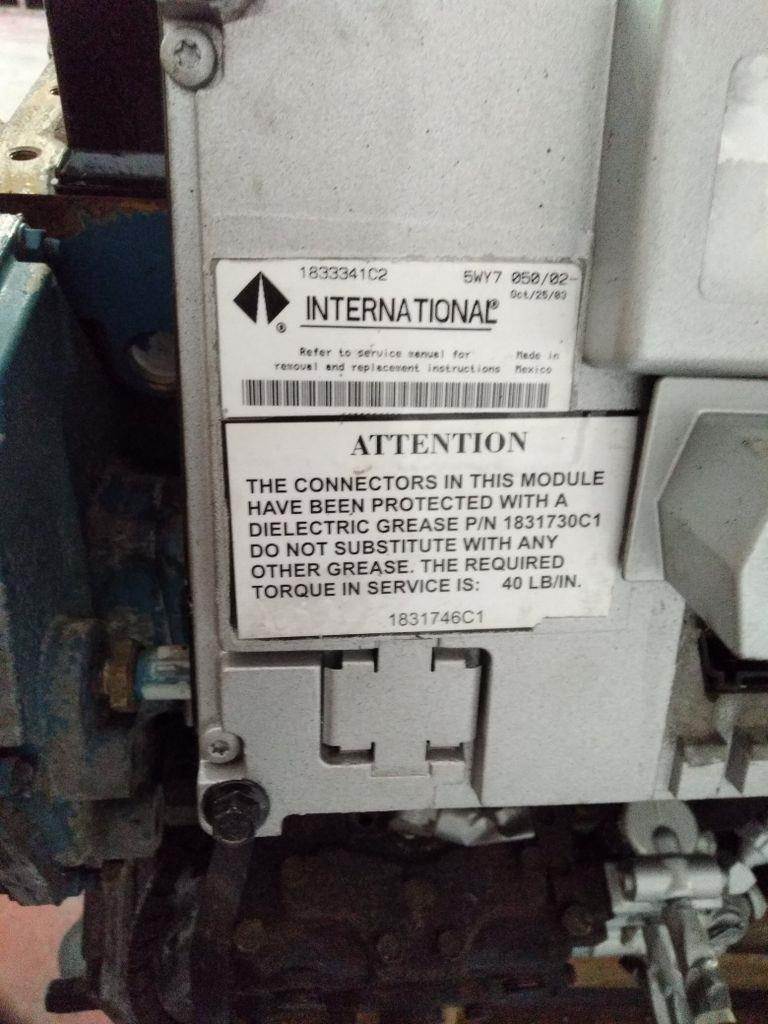 1833341C2 5WY7 050/02-
Oct/25/03
INTERNATIONAL®
®
Refer to service manual for Made in
removal and replacement instructions Mexico
ATTENTION
THE CONNECTORS IN THIS MODULE
HAVE BEEN PROTECTED WITH A
DIELECTRIC GREASE P/N 1831730C1
DO NOT SUBSTITUTE WITH ANY
OTHER GREASE. THE REQUIRED
TORQUE IN SERVICE IS: 40 LB/IN.
1831746C1